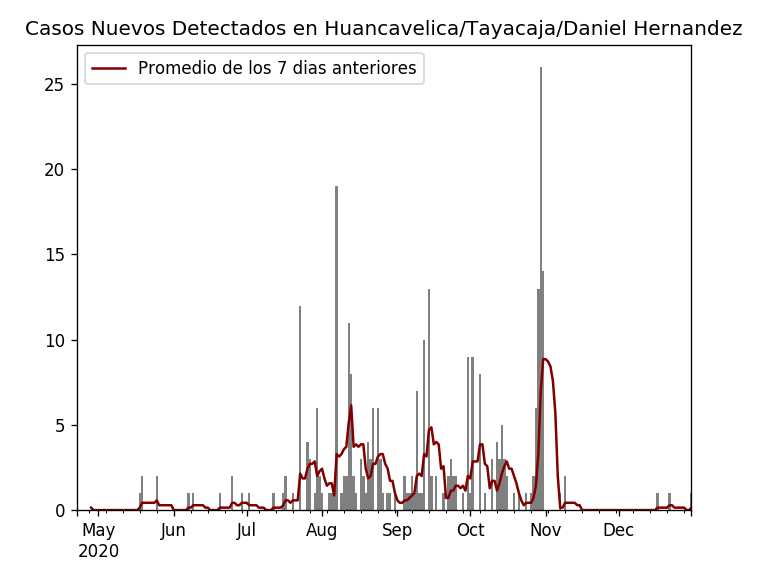 Casos Nuevos Detectados en Huancavelica/Tayacaja/Daniel Hernandez
Promedio de los 7 dias anteriores
25
20
15
10
5
0
May Jun Jul Aug Sep Oct Nov Dec
2020